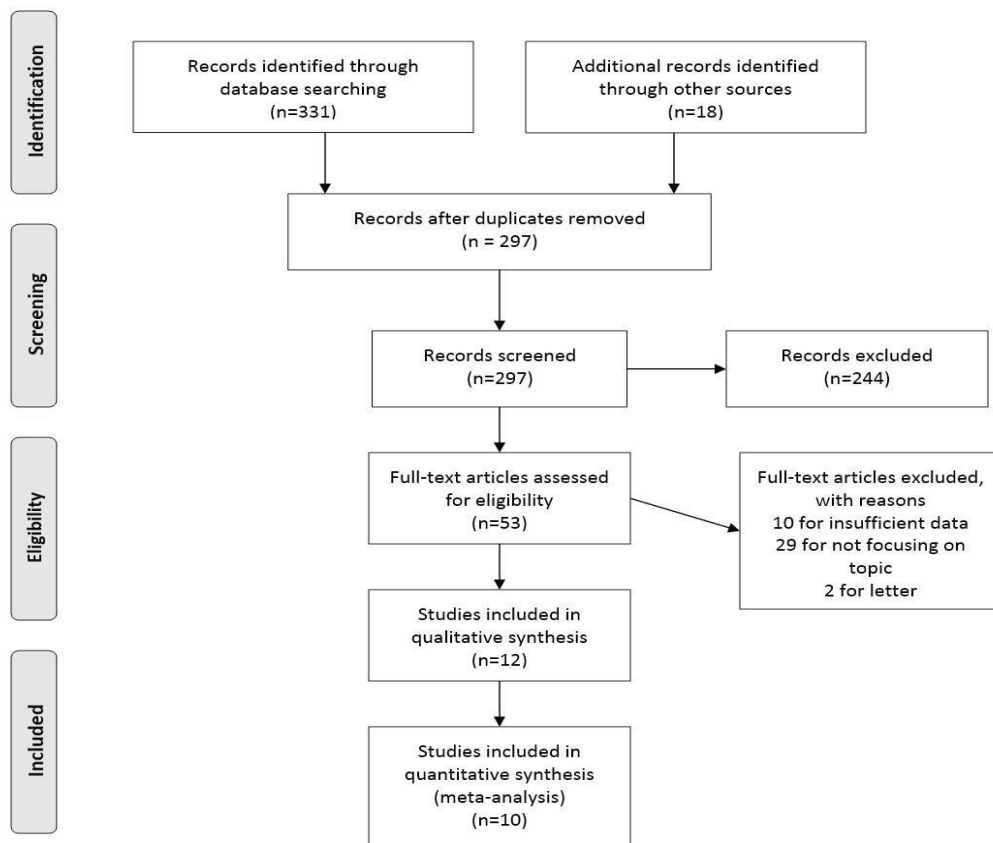 Identification
Records identified through
database searching
(n=331)
Additional records identified
through other sources
(n=18)
Records after duplicates removed
(n = 297)
Screening
Records screened
(n=297)
Records excluded
(n=244)
Eligibility
Full-text articles assessed
for eligibility
(n=53)
Full-text articles excluded,
with reasons
10 for insufficient data
29 for not focusing on
topic
2 for letter
Studies included in
qualitative synthesis
(n=12)
Included
Studies included in
quantitative synthesis
(meta-analysis)
(n=10)